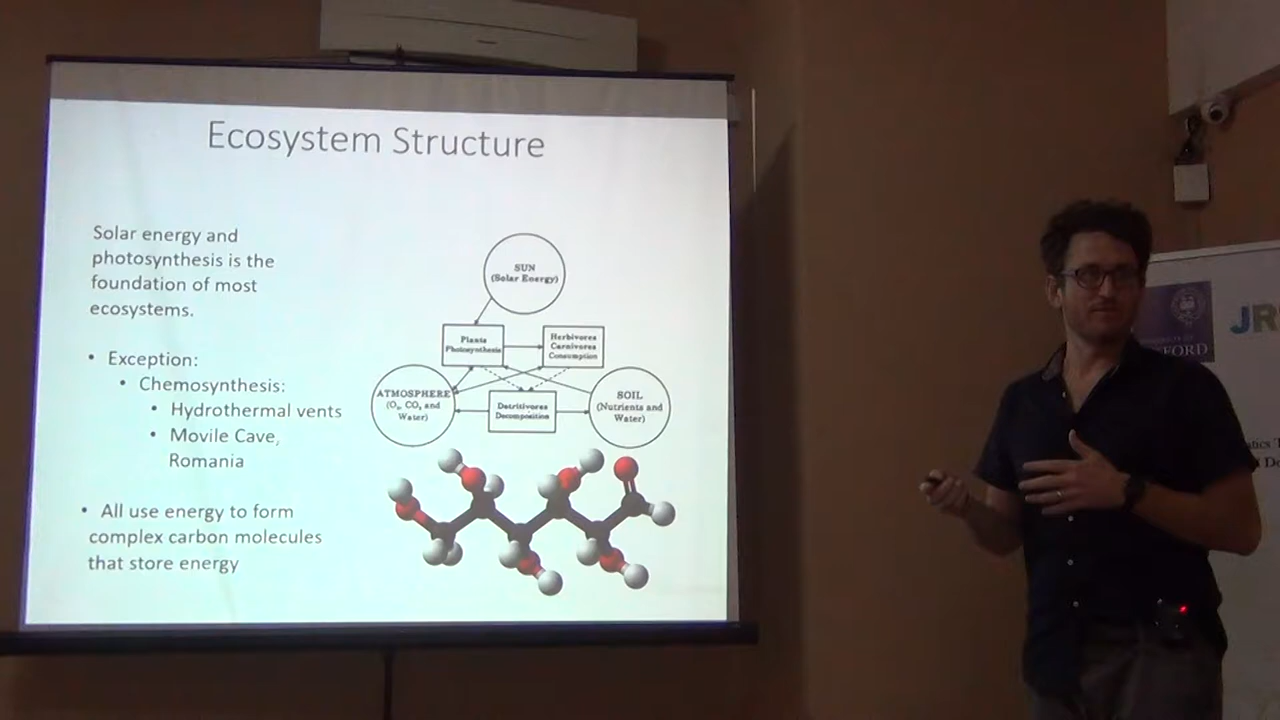 Ecosystem Structure
Solar energy and
photosynthesis is the
foundation of most
ecosystems.
• Exception:
• Chemosynthesis:
• Hydrothermal vents
• Movile Cave,
Romania
• All use energy to form
complex carbon molecules
that store energy
SUN
(Solar Energy)
Plants
Photosynthesis
Herbivores
Carnivores
Consumption
ATMOSPHERE
(O₂, CO₂ and
Water)
Detritivores
Decomposition
SOIL
(Nutrients and
Water)
JR